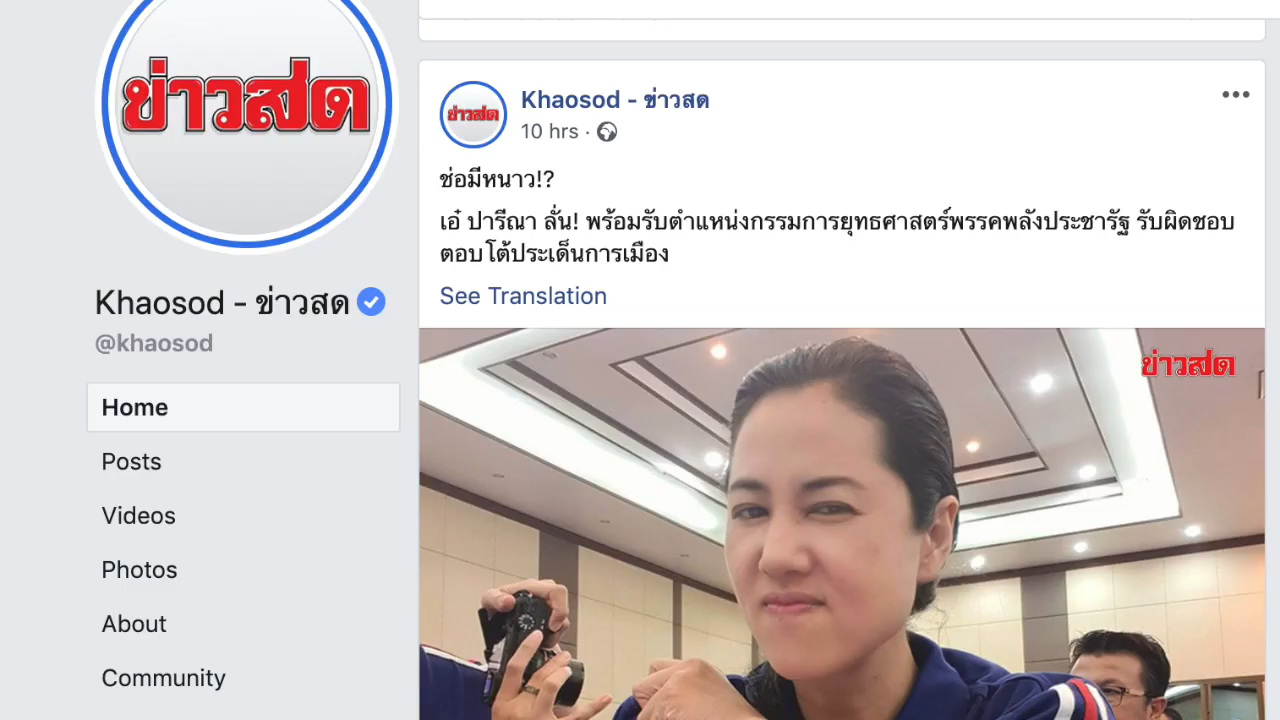 ข่าวสด
Khaosod - ข่าวสด
@khaosod
Home
Posts
Videos
Photos
About
Community
ข่าวสด
Khaosod - ข่าวสด
10 hrs ·
ช่อมีหนาว!?
เอ๋ ปารีณา ลั่น! พร้อมรับตำแหน่งกรรมการยุทธศาสตร์พรรคพลังประชารัฐ รับผิดชอบ
ตอบโต้ประเด็นการเมือง
See Translation
ข่าวสด